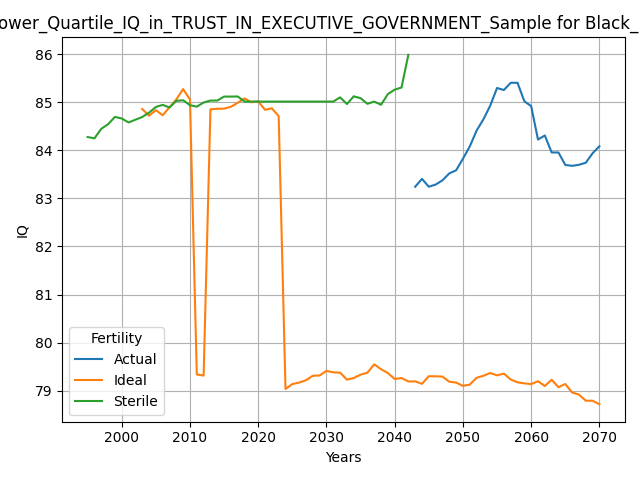 ower_Quartile_IQ_in_TRUST_IN_EXECUTIVE_GOVERNMENT_Sample for Black_
86
85
84
83
82
81
80
79
IQ
Fertility
Actual
Ideal
Sterile
2000 2010 2020 2030 2040 2050 2060 2070
Years